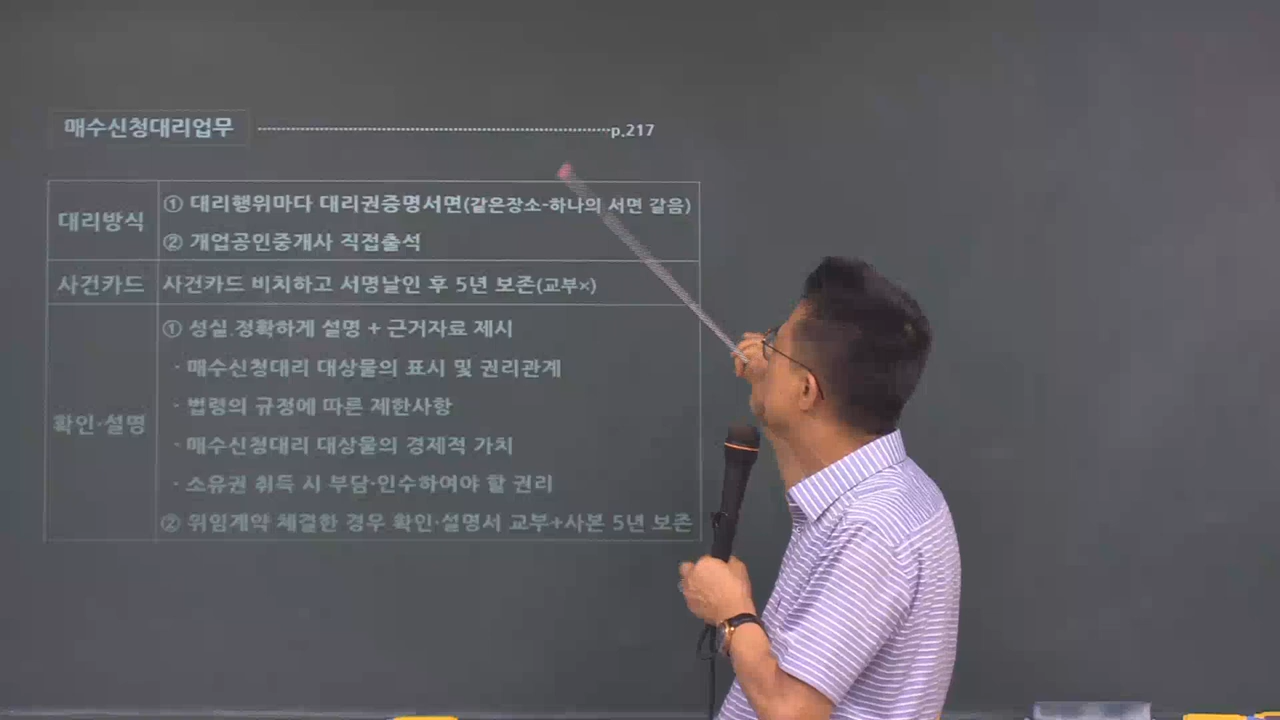 매수신청대리업무 p.217
대리방식
① 대리행위마다 대리권증명서면(같은장소-하나의 서면 갈음)
② 개업공인중개사 직접출석
사건카드
사건카드 비치하고 서명날인 후 5년 보존(교부×)
확인·설명
① 성실.정확하게 설명 + 근거자료 제시
· 매수신청대리 대상물의 표시 및 권리관계
· 법령의 규정에 따른 제한사항
· 매수신청대리 대상물의 경제적 가치
· 소유권 취득 시 부담·인수하여야 할 권리
② 위임계약 체결한 경우 확인·설명서 교부+사본 5년 보존